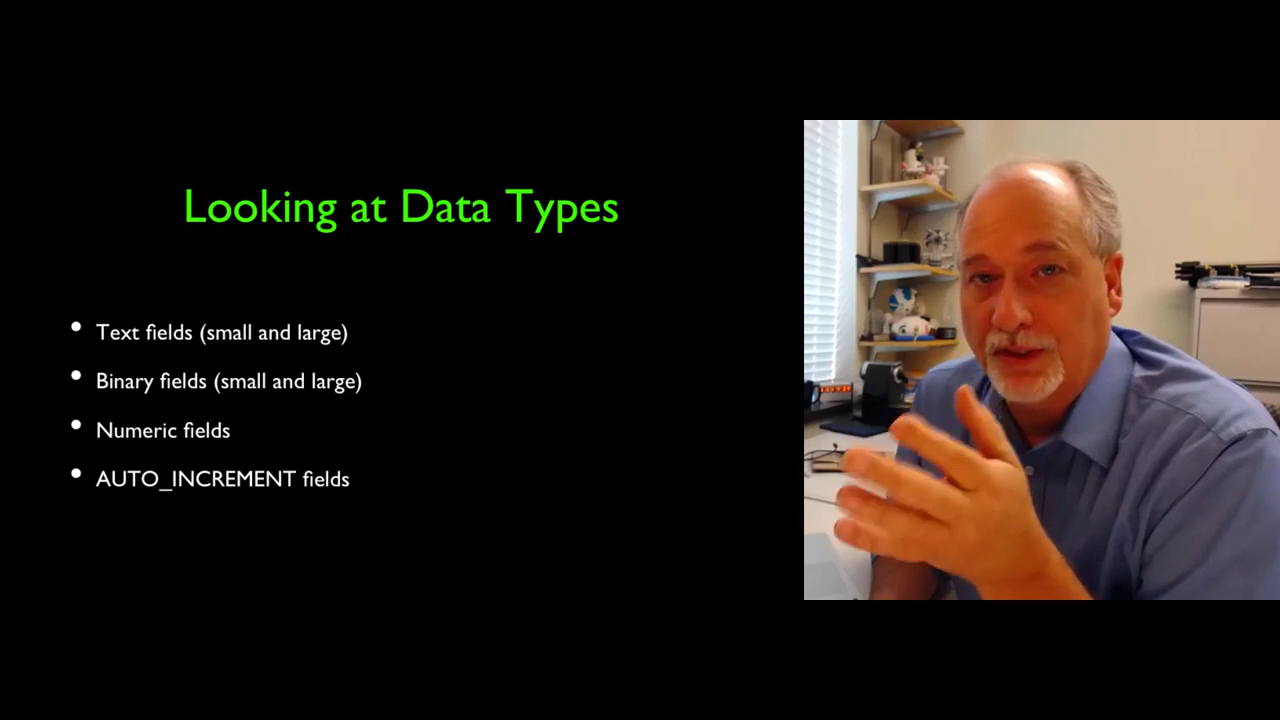 Looking at Data Types
• Text fields (small and large)
• Binary fields (small and large)
• Numeric fields
• AUTO_INCREMENT fields